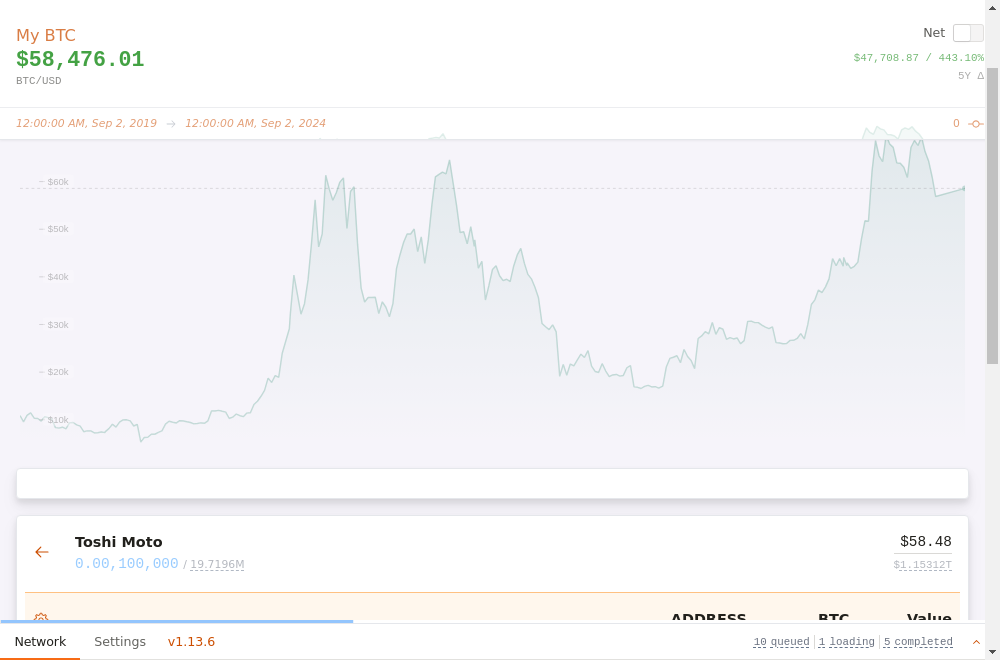 My BTC
Net
$58,476.01
$47,708.87 / 443.10%
BTC/USD
5Y Δ
12:00:00 AM, Sep 2, 2019 → 12:00:00 AM, Sep 2, 2024
0
$60k
$50k
$40k
$30k
$20k
$10k
Toshi Moto
$58.48
0.00,100,000 / 19.7196M
$1.15312T
ADDRESS BTC Value
Network Settings v1.13.6
10 queued 1 loading 5 completed